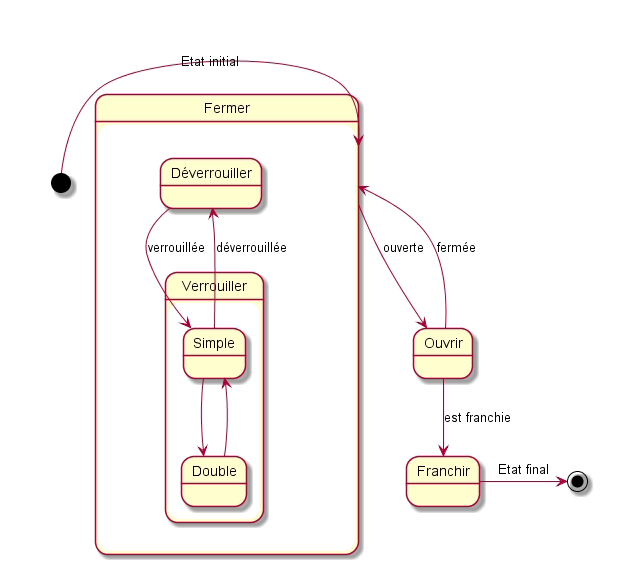 Etat initial
Fermer
Déverrouiller
verrouillée
déverrouillée
ouverte
fermée
Verrouiller
Simple
Ouvrir
est franchie
Double
Franchir
Etat final